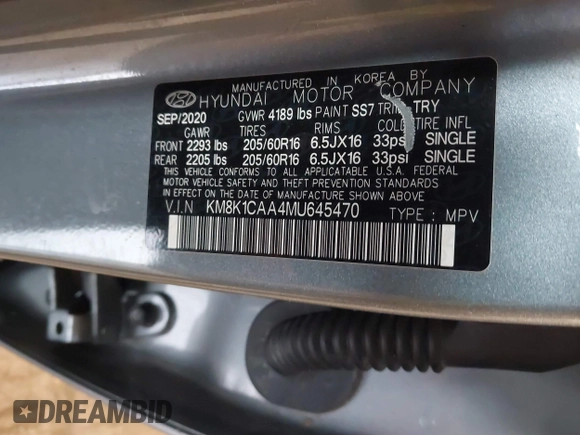 MANUFACTURED IN KOREA BY
HYUNDAI MOTOR COMPANY
SEP/2020 GVWR 4189 lbs PAINT SS7 TRIM TRY
GAWR TIRES RIMS COLD TIRE INFL
FRONT 2293 lbs 205/60R16 6.5JX16 33psi SINGLE
REAR 2205 lbs 205/60R16 6.5JX16 33psi SINGLE
THIS VEHICLE CONFORMS TO ALL APPLICABLE U.S.A. FEDERAL
MOTOR VEHICLE SAFETY, BUMPER, AND THEFT PREVENTION
STANDARDS IN EFFECT ON THE DATE OF MANUFACTURE SHOWN ABOVE
V.I.N KM8K1CAA4MU645470 TYPE : MPV
DREAMBID